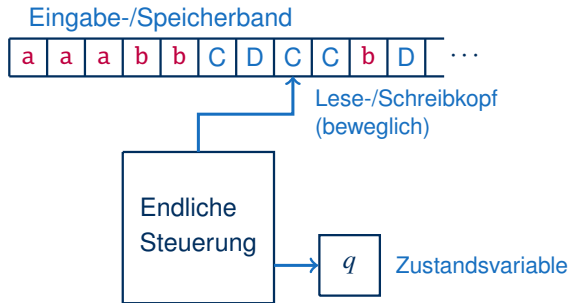 Eingabe-/Speicherband
a a a b b C D C C b D ···
Lese-/Schreibkopf
(beweglich)
Endliche
Steuerung
q
Zustandsvariable